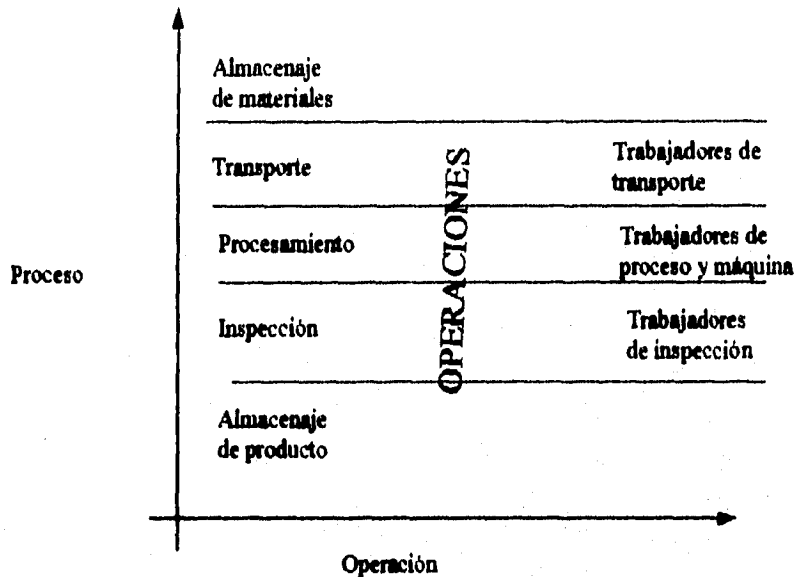 Almacenaje
de materiales
Transporte
Trabajadores de
transporte
OPERACIONES
Procesamiento
Trabajadores de
proceso y máquina
Proceso
Inspección
Trabajadores
de inspección
Almacenaje
de producto
Operación